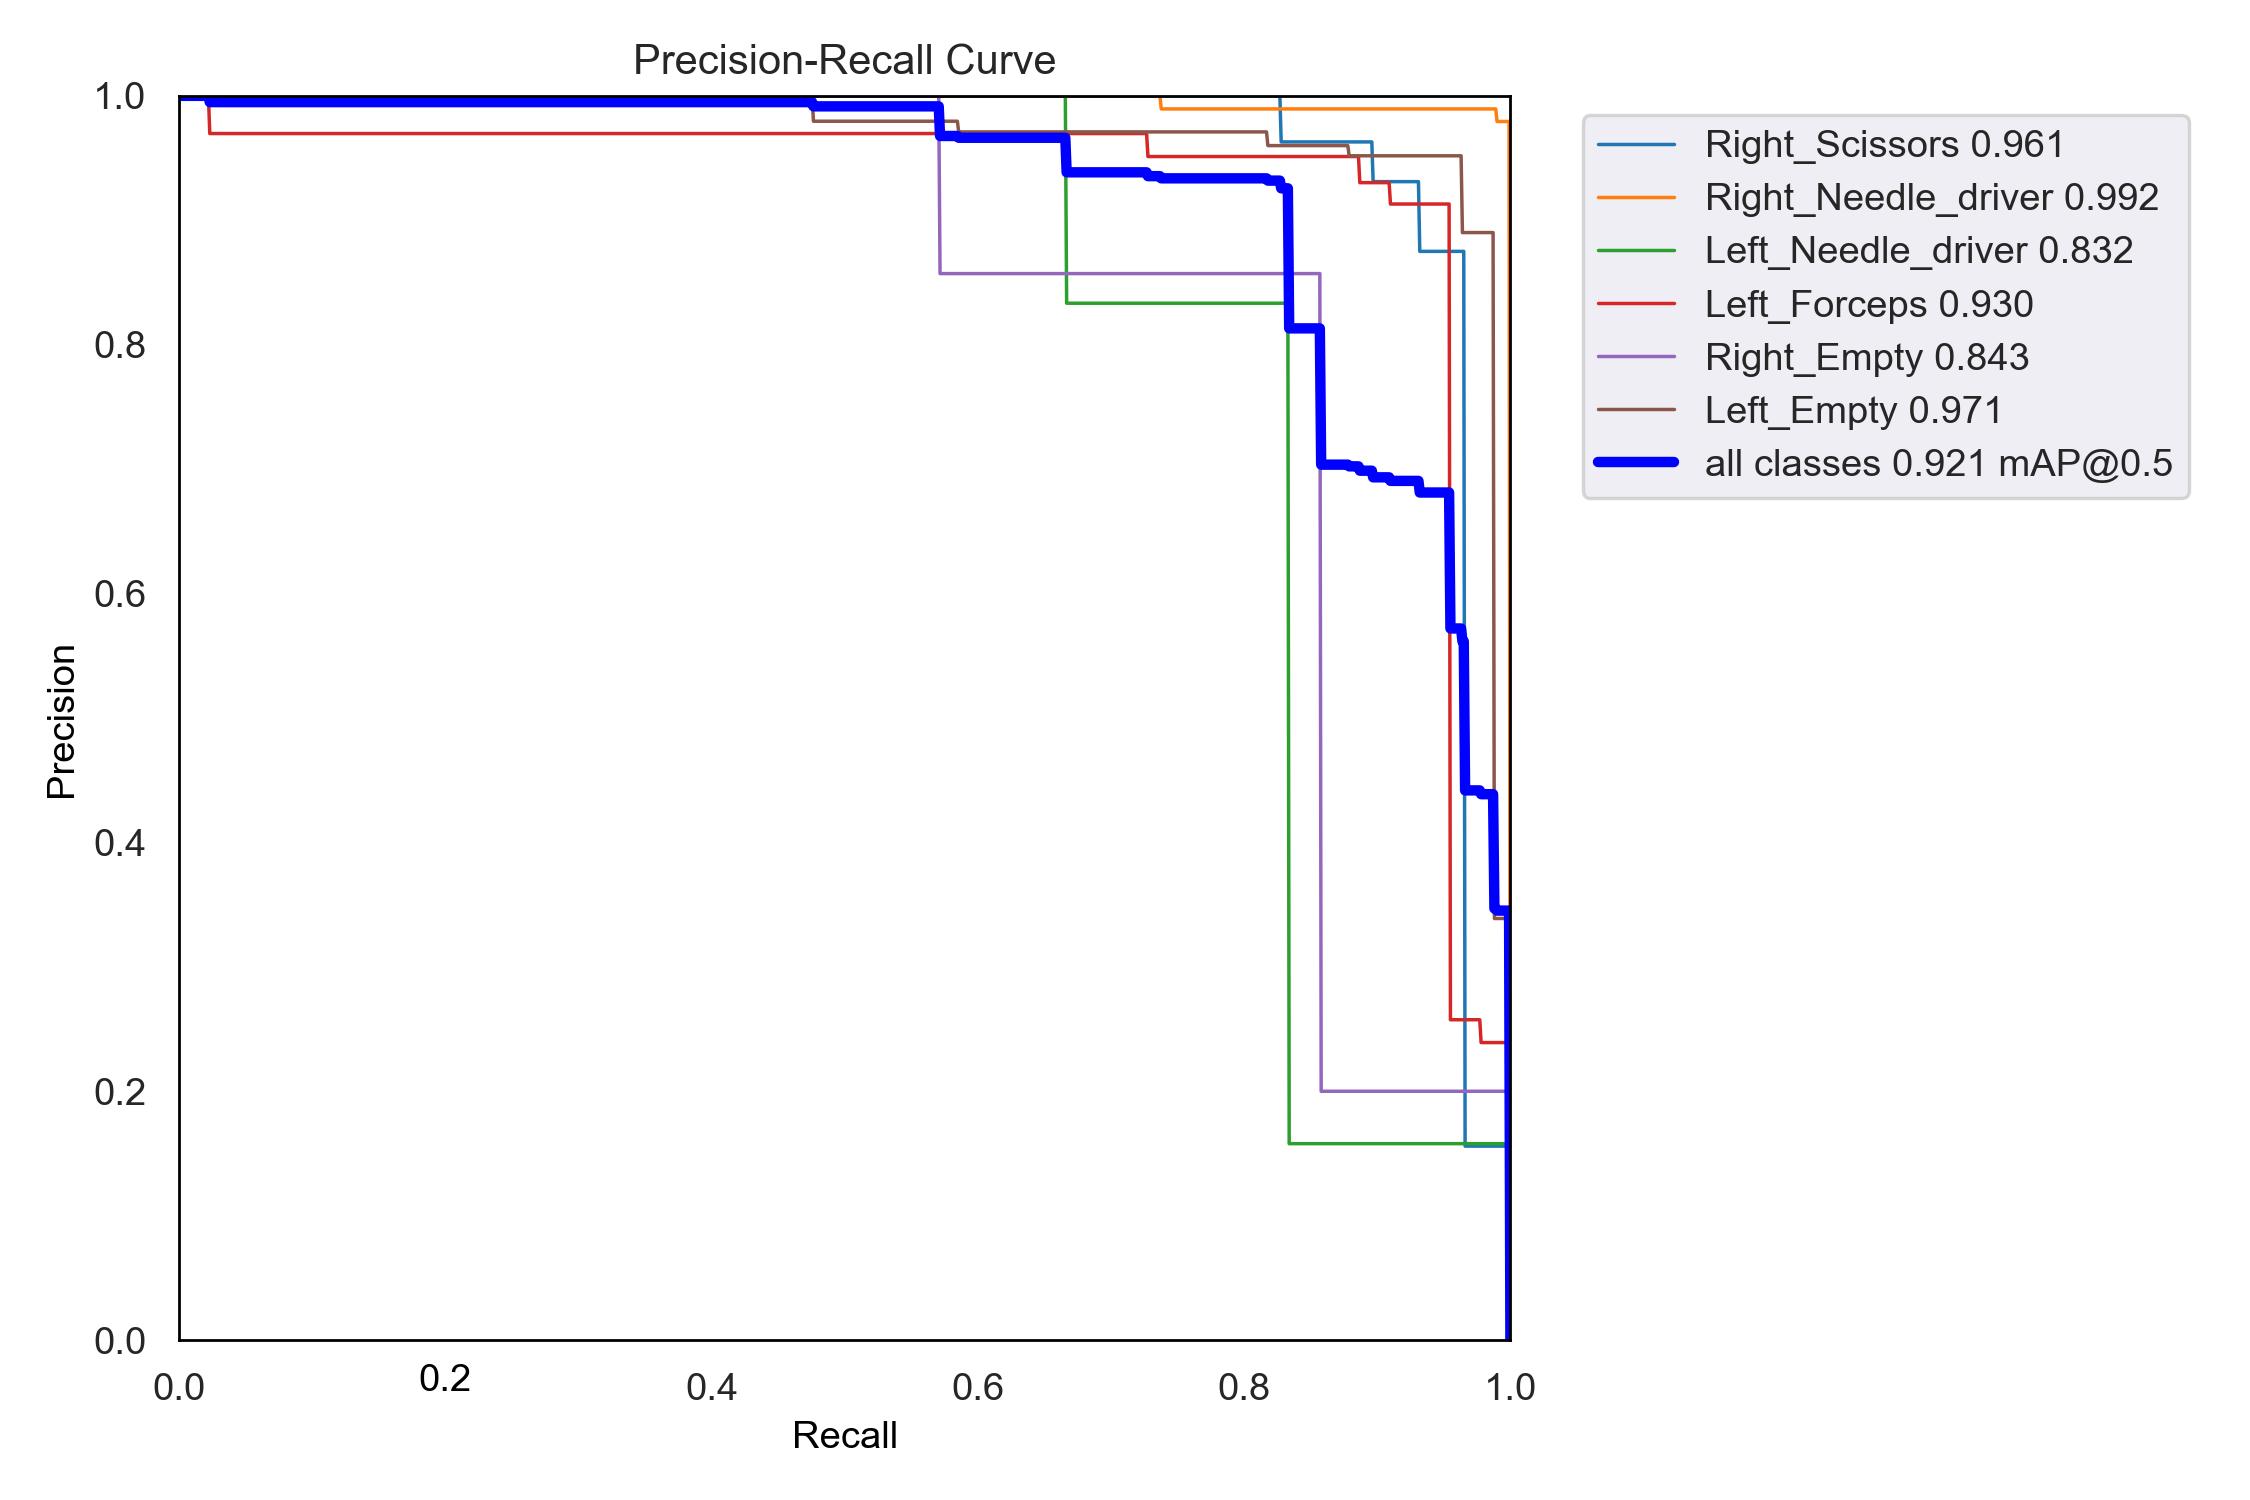 Precision-Recall Curve
1.0
0.8
0.6
0.4
0.2
0.0
Precision
0.0
0.2
0.4
0.6
0.8
1.0
Recall
Right_Scissors 0.961
Right_Needle_driver 0.992
Left_Needle_driver 0.832
Left_Forceps 0.930
Right_Empty 0.843
Left_Empty 0.971
all classes 0.921 mAP@0.5